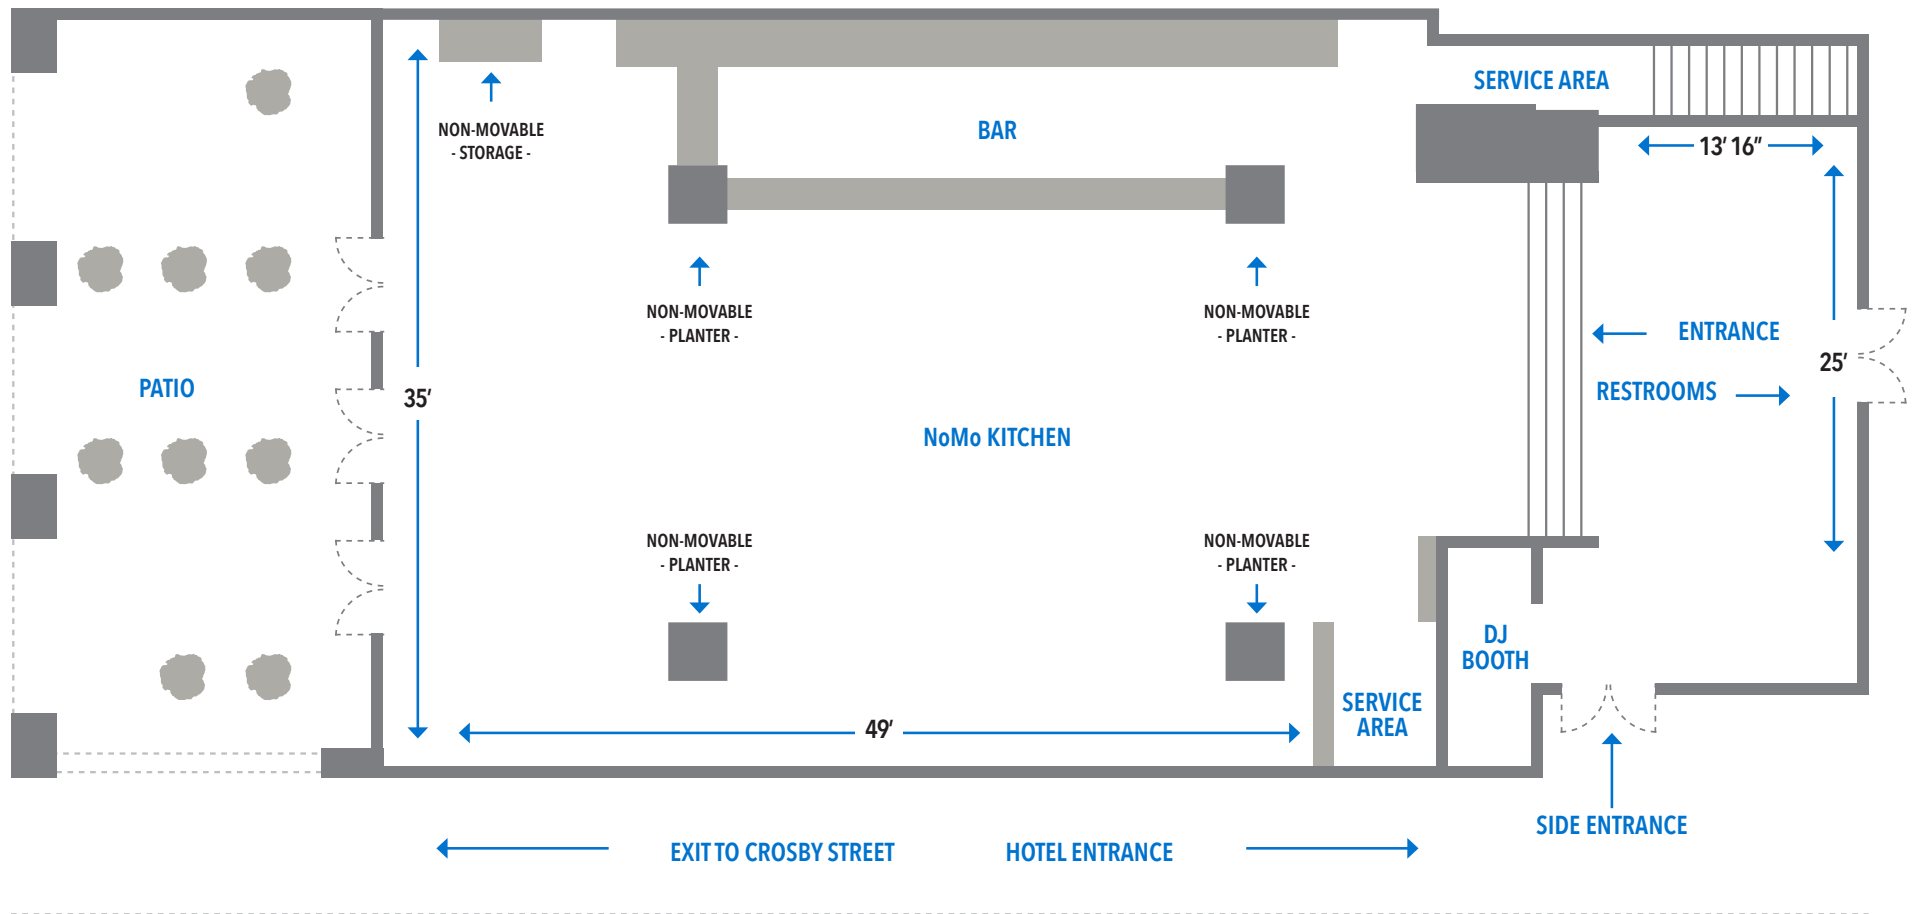 SERVICE AREA
NON-MOVABLE
- STORAGE -
BAR
13' 16"
NON-MOVABLE
- PLANTER -
NON-MOVABLE
- PLANTER -
ENTRANCE
25'
PATIO
35'
RESTROOMS
NoMo KITCHEN
NON-MOVABLE
- PLANTER -
NON-MOVABLE
- PLANTER -
DJ
BOOTH
SERVICE
AREA
49'
SIDE ENTRANCE
EXIT TO CROSBY STREET
HOTEL ENTRANCE